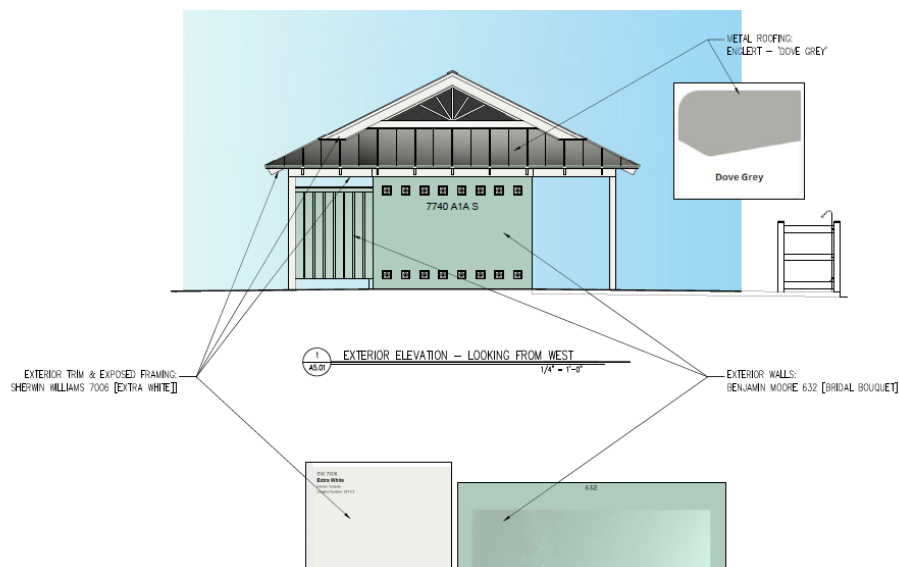 METAL ROOFING:
ENGLERT – 'DOVE GREY'
Dove Grey
7740 A1A S
1
A5.01
EXTERIOR ELEVATION – LOOKING FROM WEST
1/4" = 1'-0"
EXTERIOR TRIM & EXPOSED FRAMING:
SHERWIN WILLIAMS 7006 [EXTRA WHITE]]
EXTERIOR WALLS:
BENJAMIN MOORE 632 [BRIDAL BOUQUET]
SW 7006
Extra White
632